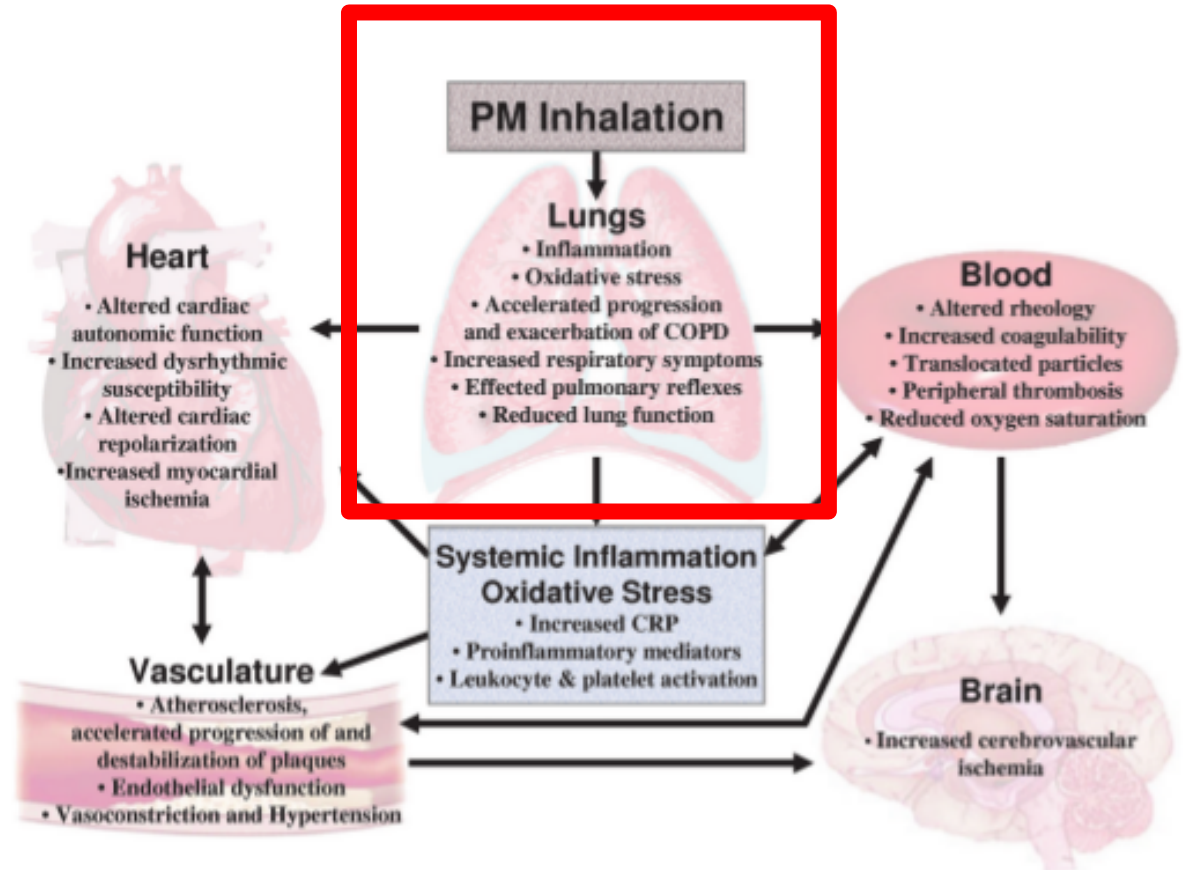 PM Inhalation
Lungs
• Inflammation
• Oxidative stress
• Accelerated progression
and exacerbation of COPD
• Increased respiratory symptoms
• Effected pulmonary reflexes
• Reduced lung function
Heart
• Altered cardiac
autonomic function
• Increased dysrhythmic
susceptibility
• Altered cardiac
repolarization
•Increased myocardial
ischemia
Blood
• Altered rheology
• Increased coagulability
• Translocated particles
• Peripheral thrombosis
• Reduced oxygen saturation
Systemic Inflammation
Oxidative Stress
• Increased CRP
• Proinflammatory mediators
• Leukocyte & platelet activation
Vasculature
• Atherosclerosis,
accelerated progression of and
destabilization of plaques
• Endothelial dysfunction
• Vasoconstriction and Hypertension
Brain
• Increased cerebrovascular
ischemia